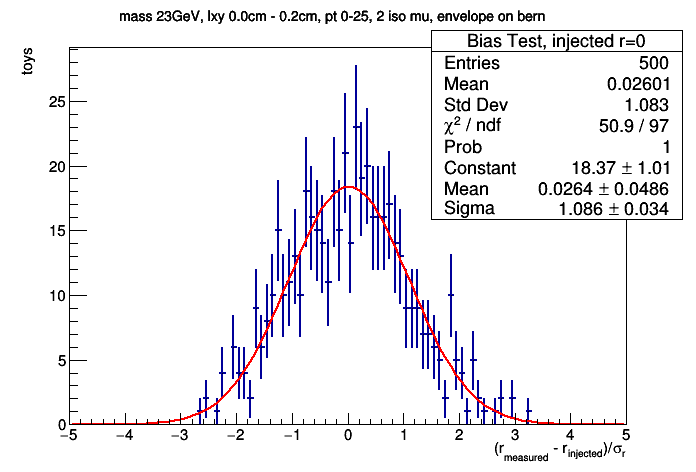 mass 23GeV, lxy 0.0cm - 0.2cm, pt 0-25, 2 iso mu, envelope on bern
Bias Test, injected r=0
Entries 500
Mean 0.02601
Std Dev 1.083
χ² / ndf 50.9 / 97
Prob 1
Constant 18.37 ± 1.01
Mean 0.0264 ± 0.0486
Sigma 1.086 ± 0.034
toys
25
20
15
10
5
0
−5 −4 −3 −2 −1 0 1 2 3 4 5
(r_measured - r_injected)/σ_r